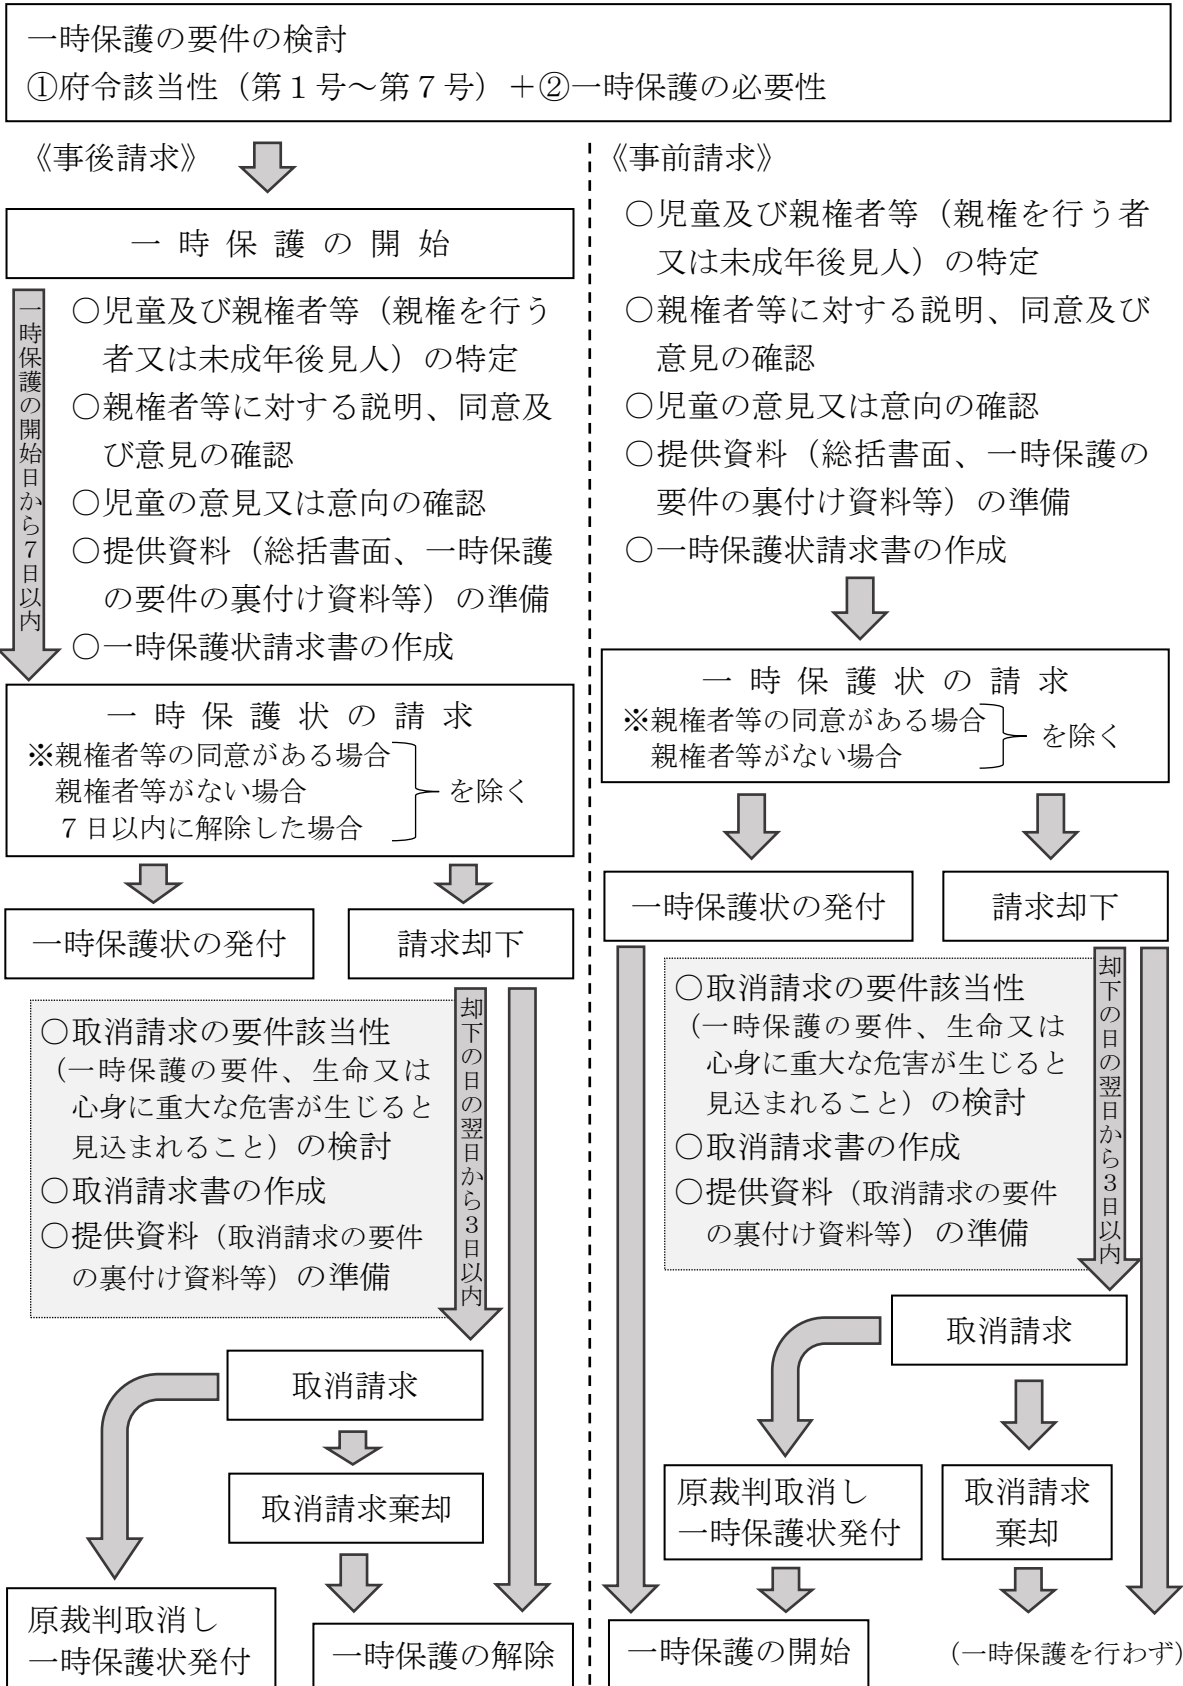 一時保護の要件の検討
①府令該当性（第１号～第７号）＋②一時保護の必要性
《事後請求》
一時保護の開始
一時保護の開始日から７日以内
○児童及び親権者等（親権を行う
者又は未成年後見人）の特定
○親権者等に対する説明、同意及
び意見の確認
○児童の意見又は意向の確認
○提供資料（総括書面、一時保護
の要件の裏付け資料等）の準備
○一時保護状請求書の作成
一時保護状の請求
※親権者等の同意がある場合
親権者等がない場合
７日以内に解除した場合
を除く
一時保護状の発付
請求却下
○取消請求の要件該当性
（一時保護の要件、生命又は
心身に重大な危害が生じると
見込まれること）の検討
○取消請求書の作成
○提供資料（取消請求の要件
の裏付け資料等）の準備
却下の日の翌日から３日以内
取消請求
取消請求棄却
原裁判取消し
一時保護状発付
一時保護の解除
《事前請求》
○児童及び親権者等（親権を行う者
又は未成年後見人）の特定
○親権者等に対する説明、同意及び
意見の確認
○児童の意見又は意向の確認
○提供資料（総括書面、一時保護の
要件の裏付け資料等）の準備
○一時保護状請求書の作成
一時保護状の請求
※親権者等の同意がある場合
親権者等がない場合
を除く
一時保護状の発付
請求却下
○取消請求の要件該当性
（一時保護の要件、生命又は
心身に重大な危害が生じると
見込まれること）の検討
○取消請求書の作成
○提供資料（取消請求の要件
の裏付け資料等）の準備
却下の日の翌日から３日以内
取消請求
原裁判取消し
一時保護状発付
取消請求
棄却
一時保護の開始
（一時保護を行わず）